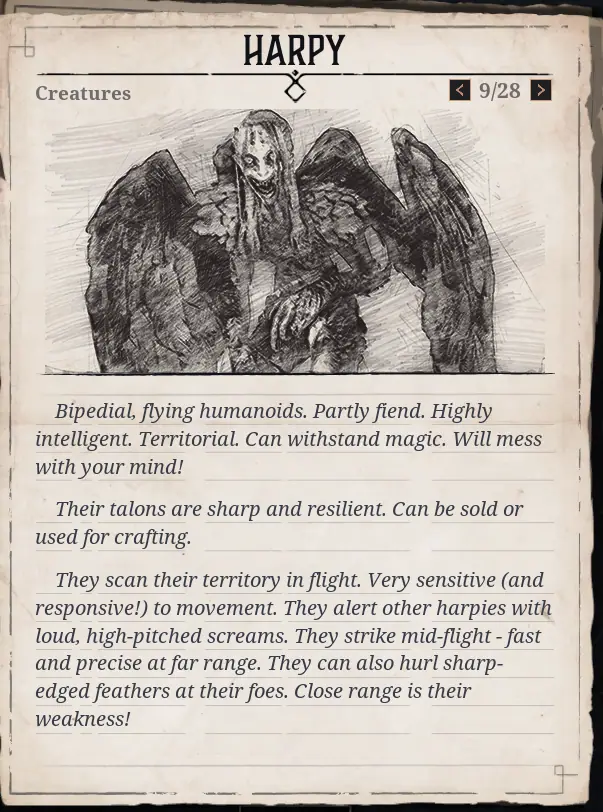 HARPY
Creatures
< 9/28 >
Bipedial, flying humanoids. Partly fiend. Highly
intelligent. Territorial. Can withstand magic. Will mess
with your mind!
Their talons are sharp and resilient. Can be sold or
used for crafting.
They scan their territory in flight. Very sensitive (and
responsive!) to movement. They alert other harpies with
loud, high-pitched screams. They strike mid-flight - fast
and precise at far range. They can also hurl sharp-
edged feathers at their foes. Close range is their
weakness!